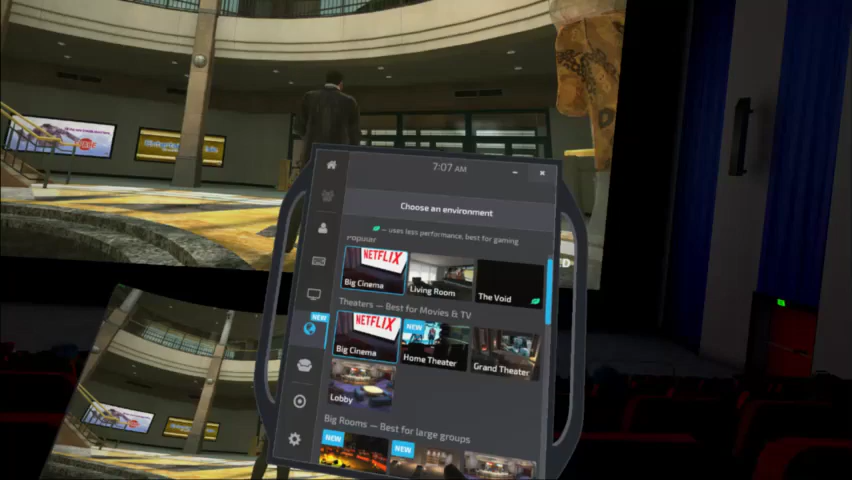 7:07 AM
Choose an environment
— uses less performance, best for gaming
Popular
NETFLIX
Big Cinema
Living Room
The Void
Theaters — Best for Movies & TV
NEW
NETFLIX
Big Cinema
NEW
Home Theater
Grand Theater
Lobby
Big Rooms — Best for large groups
NEW
NEW